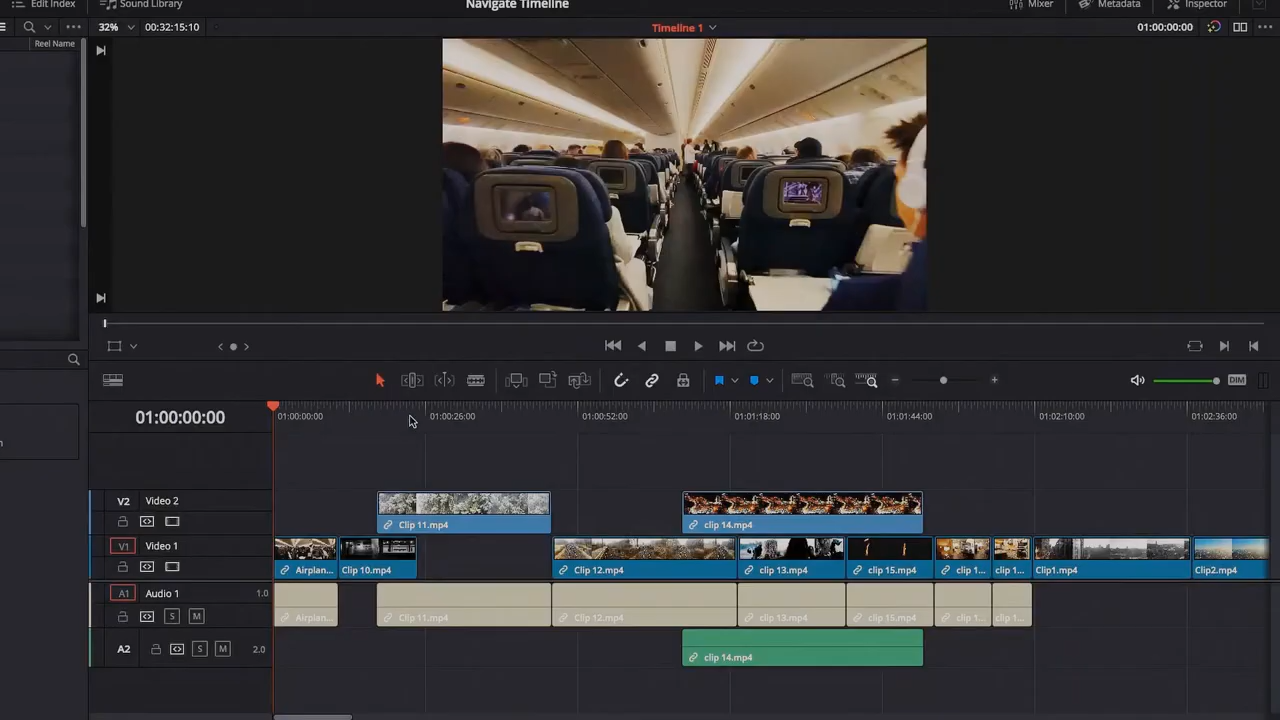 Edit Index Sound Library Navigate Timeline Mixer Metadata Inspector
32% 00:32:15:10 Timeline 1 01:00:00:00
Reel Name
DIM
01:00:00:00 01:00:00:00 01:00:26:00 01:00:52:00 01:01:18:00 01:01:44:00 01:02:10:00 01:02:36:00
V2 Video 2
Clip 11.mp4 clip 14.mp4
V1 Video 1
Airplan... Clip 10.mp4 Clip 12.mp4 clip 13.mp4 clip 15.mp4 clip 1... clip 1... Clip1.mp4 Clip2.mp4
A1 Audio 1 1.0
S M Airplan... Clip 11.mp4 Clip 12.mp4 clip 13.mp4 clip 15.mp4 clip 1... clip 1...
A2 S M 2.0
clip 14.mp4